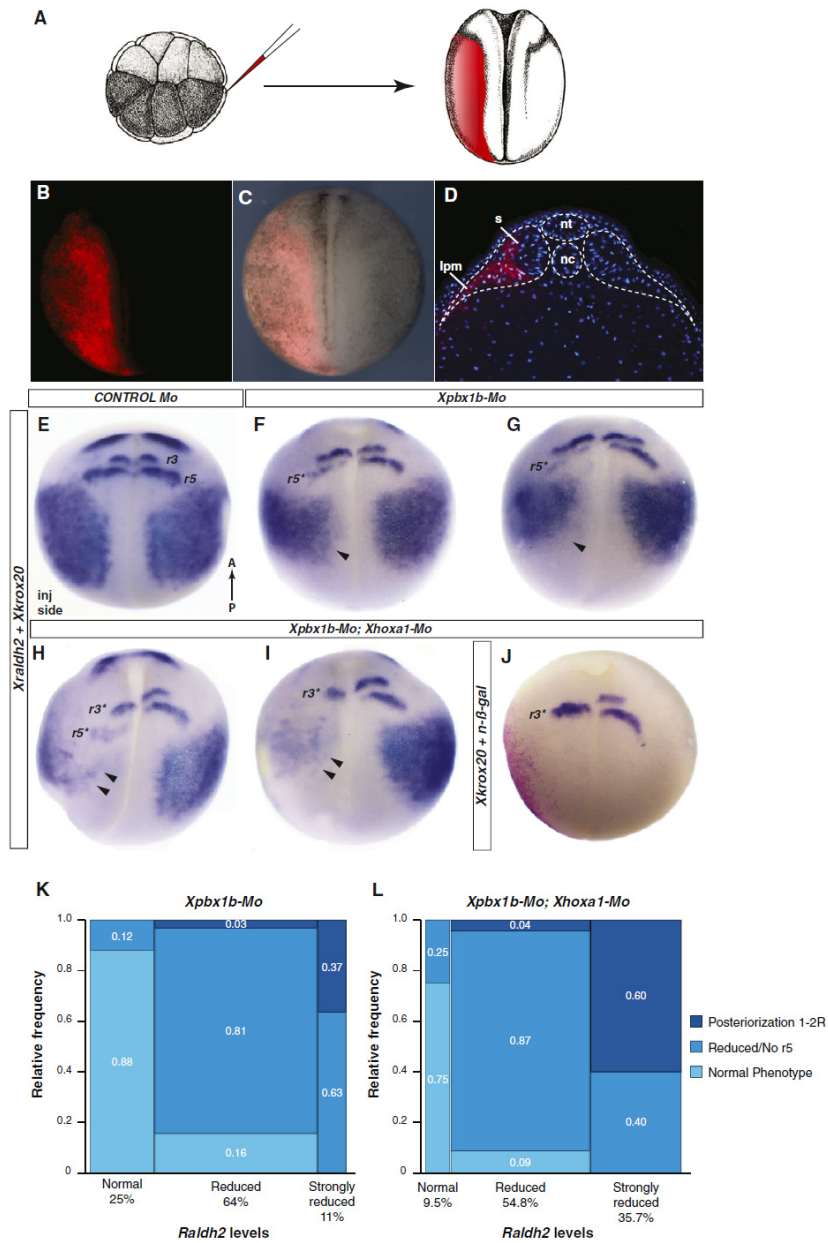 A
B
C
D
s
nt
nc
lpm
CONTROL Mo
Xpbx1b-Mo
Xraldh2 + Xkrox20
E
r3
r5
inj
side
A
P
F
r5*
G
r5*
Xpbx1b-Mo; Xhoxa1-Mo
H
r3*
r5*
I
r3*
Xkrox20 + n-ß-gal
J
r3*
K
Xpbx1b-Mo
Relative frequency
1.0
0.8
0.6
0.4
0.2
0
0.12
0.88
0.03
0.81
0.16
0.37
0.63
Normal
25%
Reduced
64%
Strongly
reduced
11%
Raldh2 levels
L
Xpbx1b-Mo; Xhoxa1-Mo
Relative frequency
1.0
0.8
0.6
0.4
0.2
0
0.25
0.75
0.04
0.87
0.09
0.60
0.40
Normal
9.5%
Reduced
54.8%
Strongly
reduced
35.7%
Raldh2 levels
Posteriorization 1-2R
Reduced/No r5
Normal Phenotype